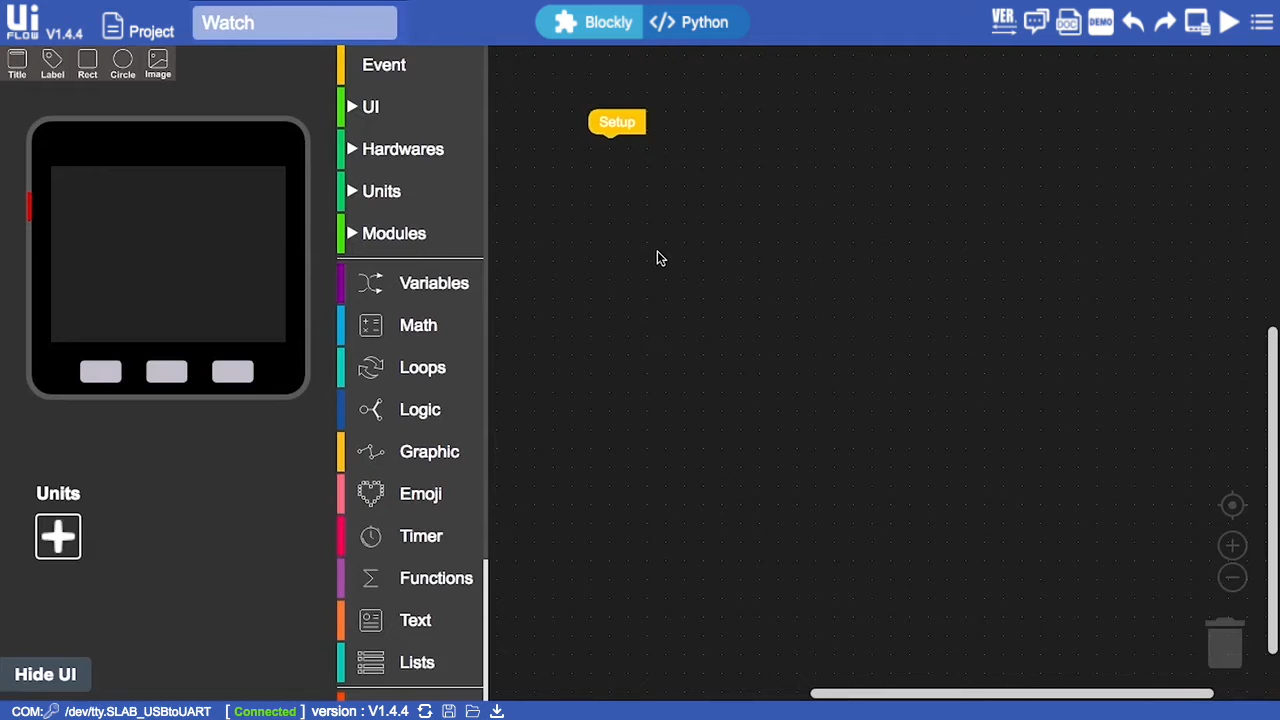 Ui
FLOW V1.4.4 Project Watch Blockly </> Python VER. DOC DEMO
Title Label Rect Circle Image
Event
UI
Hardwares
Units
Modules
Variables
Math
Loops
Logic
Graphic
Emoji
Timer
Functions
Text
Lists
Setup
Units
Hide UI
COM: /dev/tty.SLAB_USBtoUART [ Connected ] version : V1.4.4